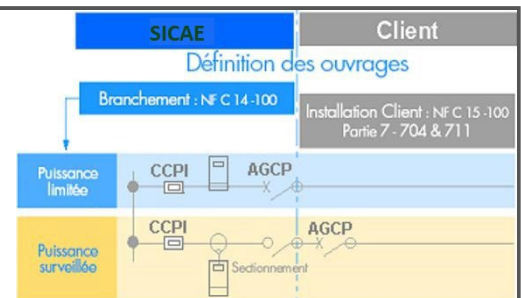 SICAE
Client
Définition des ouvrages
Branchement : NF C 14 -100
Installation Client : NF C 15 -100
Partie 7 - 704 & 711
Puissance
limitée
CCPI
AGCP
Puissance
surveillée
CCPI
AGCP
Sectionnement